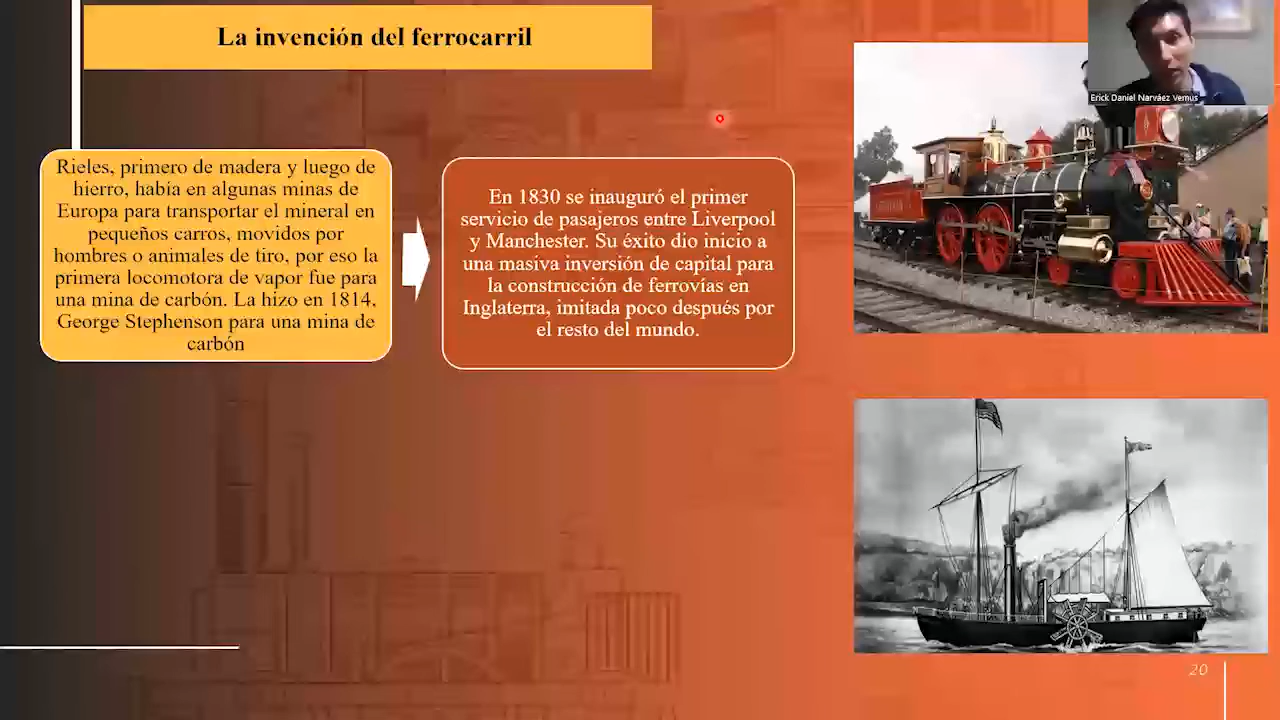 La invención del ferrocarril
Erick Daniel Narváez Vernus
Rieles, primero de madera y luego de
hierro, había en algunas minas de
Europa para transportar el mineral en
pequeños carros, movidos por
hombres o animales de tiro, por eso la
primera locomotora de vapor fue para
una mina de carbón. La hizo en 1814,
George Stephenson para una mina de
carbón
En 1830 se inauguró el primer
servicio de pasajeros entre Liverpool
y Manchester. Su éxito dio inicio a
una masiva inversión de capital para
la construcción de ferrovías en
Inglaterra, imitada poco después por
el resto del mundo.
20